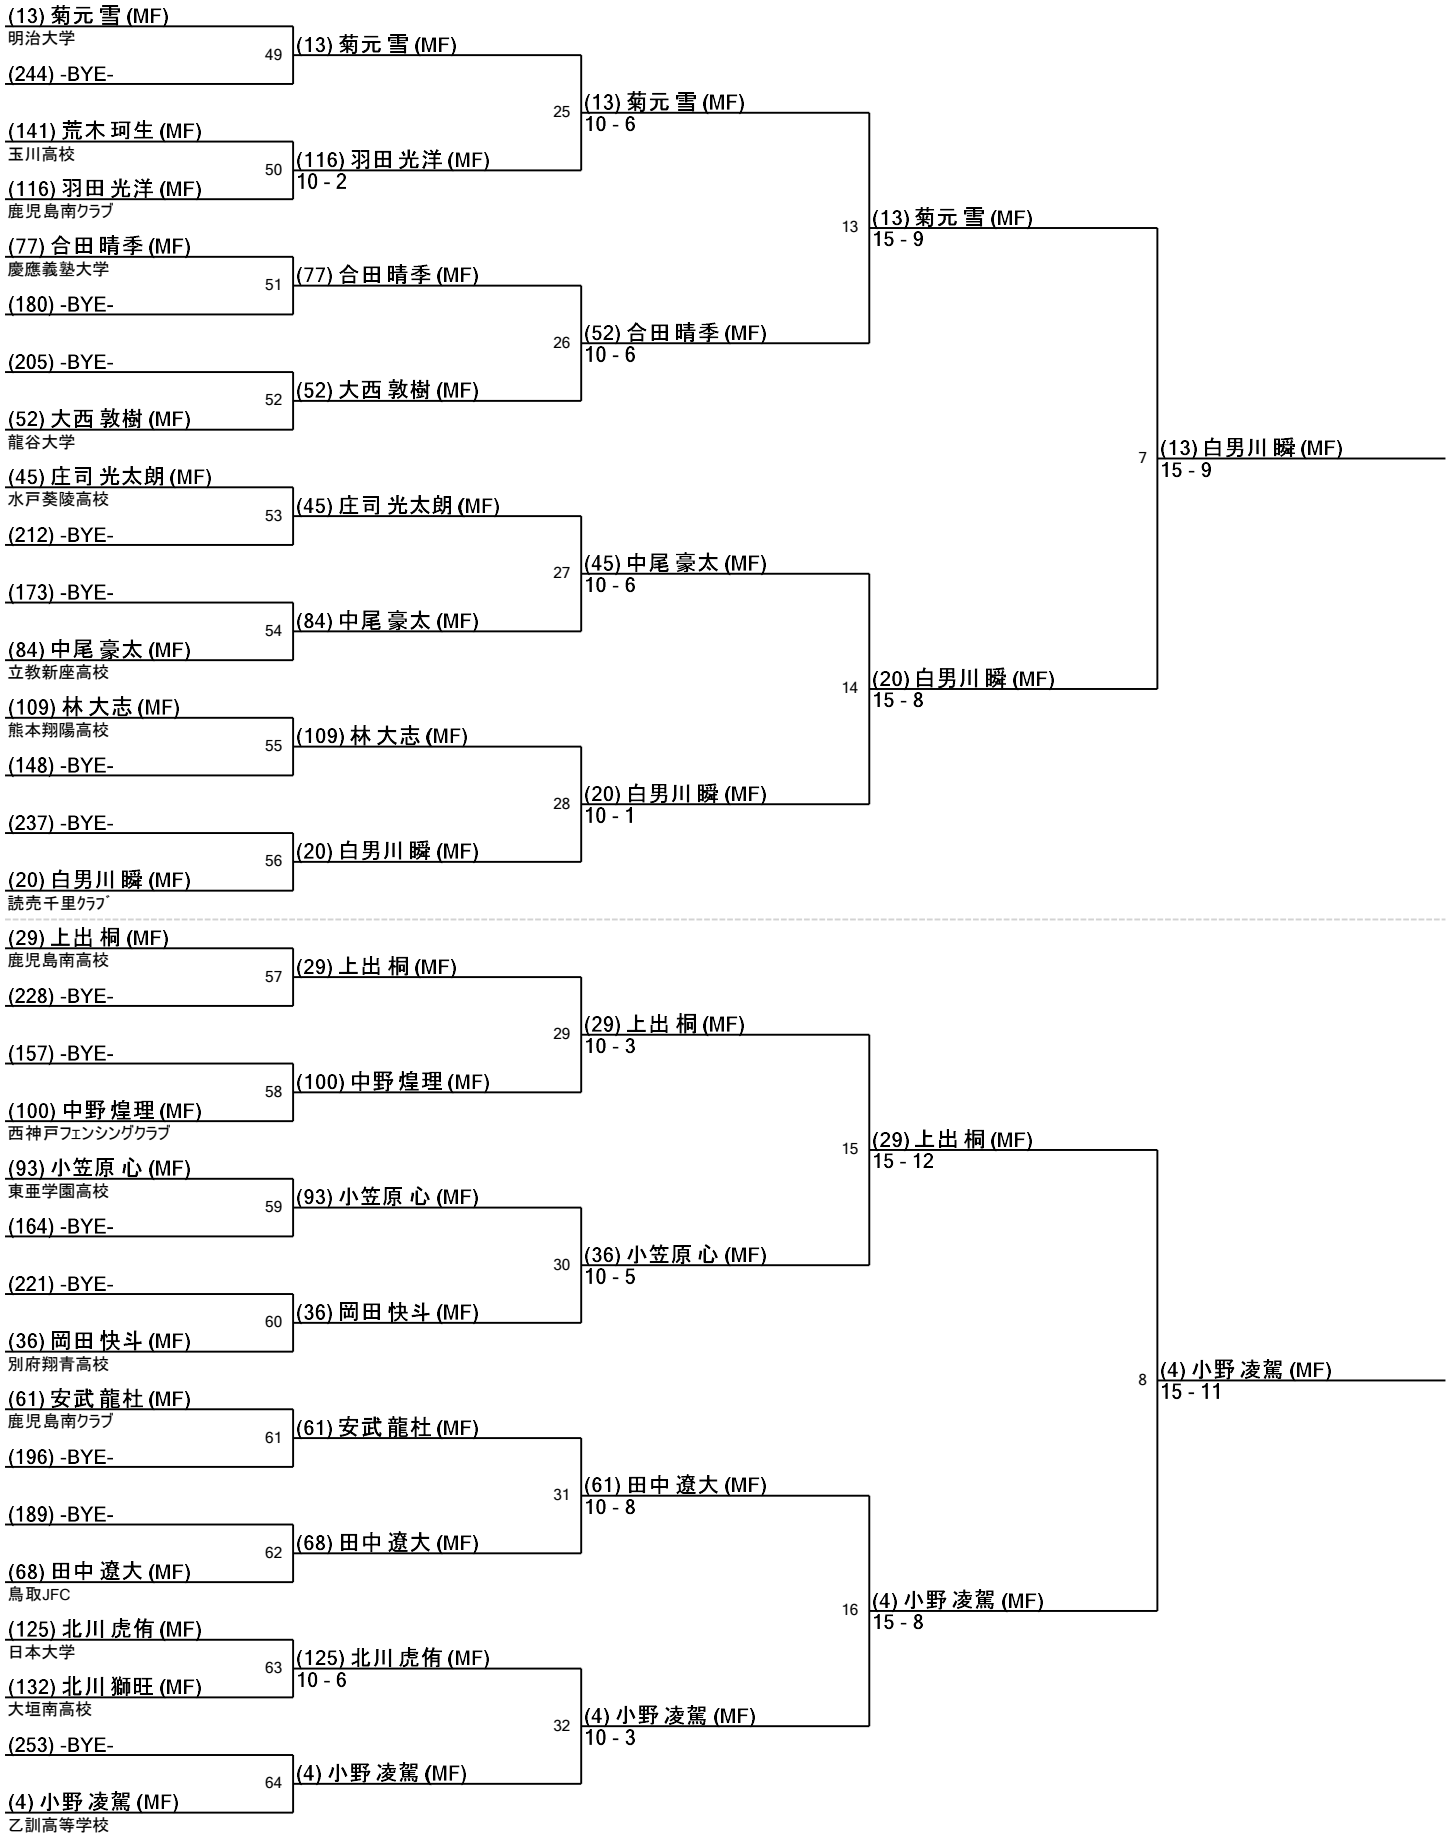 (13) 菊元 雪 (MF)
明治大学
49
(13) 菊元 雪 (MF)
(244) -BYE-
25
(13) 菊元 雪 (MF)
10 - 6
(141) 荒木 珂生 (MF)
玉川高校
50
(116) 羽田 光洋 (MF)
10 - 2
(116) 羽田 光洋 (MF)
鹿児島南クラブ
13
(13) 菊元 雪 (MF)
15 - 9
(77) 合田 晴季 (MF)
慶應義塾大学
51
(77) 合田 晴季 (MF)
(180) -BYE-
26
(52) 合田 晴季 (MF)
10 - 6
(205) -BYE-
52
(52) 大西 敦樹 (MF)
(52) 大西 敦樹 (MF)
龍谷大学
7
(13) 白男川 瞬 (MF)
15 - 9
(45) 庄司 光太朗 (MF)
水戸葵陵高校
53
(45) 庄司 光太朗 (MF)
(212) -BYE-
27
(45) 中尾 豪太 (MF)
10 - 6
(173) -BYE-
54
(84) 中尾 豪太 (MF)
(84) 中尾 豪太 (MF)
立教新座高校
14
(20) 白男川 瞬 (MF)
15 - 8
(109) 林 大志 (MF)
熊本翔陽高校
55
(109) 林 大志 (MF)
(148) -BYE-
28
(20) 白男川 瞬 (MF)
10 - 1
(237) -BYE-
56
(20) 白男川 瞬 (MF)
(20) 白男川 瞬 (MF)
読売千里ｸﾗﾌﾞ
(29) 上出 桐 (MF)
鹿児島南高校
57
(29) 上出 桐 (MF)
(228) -BYE-
29
(29) 上出 桐 (MF)
10 - 3
(157) -BYE-
58
(100) 中野 煌理 (MF)
(100) 中野 煌理 (MF)
西神戸フェンシングクラブ
15
(29) 上出 桐 (MF)
15 - 12
(93) 小笠原 心 (MF)
東亜学園高校
59
(93) 小笠原 心 (MF)
(164) -BYE-
30
(36) 小笠原 心 (MF)
10 - 5
(221) -BYE-
60
(36) 岡田 快斗 (MF)
(36) 岡田 快斗 (MF)
別府翔青高校
8
(4) 小野 凌駕 (MF)
15 - 11
(61) 安武 龍杜 (MF)
鹿児島南クラブ
61
(61) 安武 龍杜 (MF)
(196) -BYE-
31
(61) 田中 遼大 (MF)
10 - 8
(189) -BYE-
62
(68) 田中 遼大 (MF)
(68) 田中 遼大 (MF)
鳥取JFC
16
(4) 小野 凌駕 (MF)
15 - 8
(125) 北川 虎侑 (MF)
日本大学
63
(125) 北川 虎侑 (MF)
10 - 6
(132) 北川 獅旺 (MF)
大垣南高校
32
(4) 小野 凌駕 (MF)
10 - 3
(253) -BYE-
64
(4) 小野 凌駕 (MF)
(4) 小野 凌駕 (MF)
乙訓高等学校